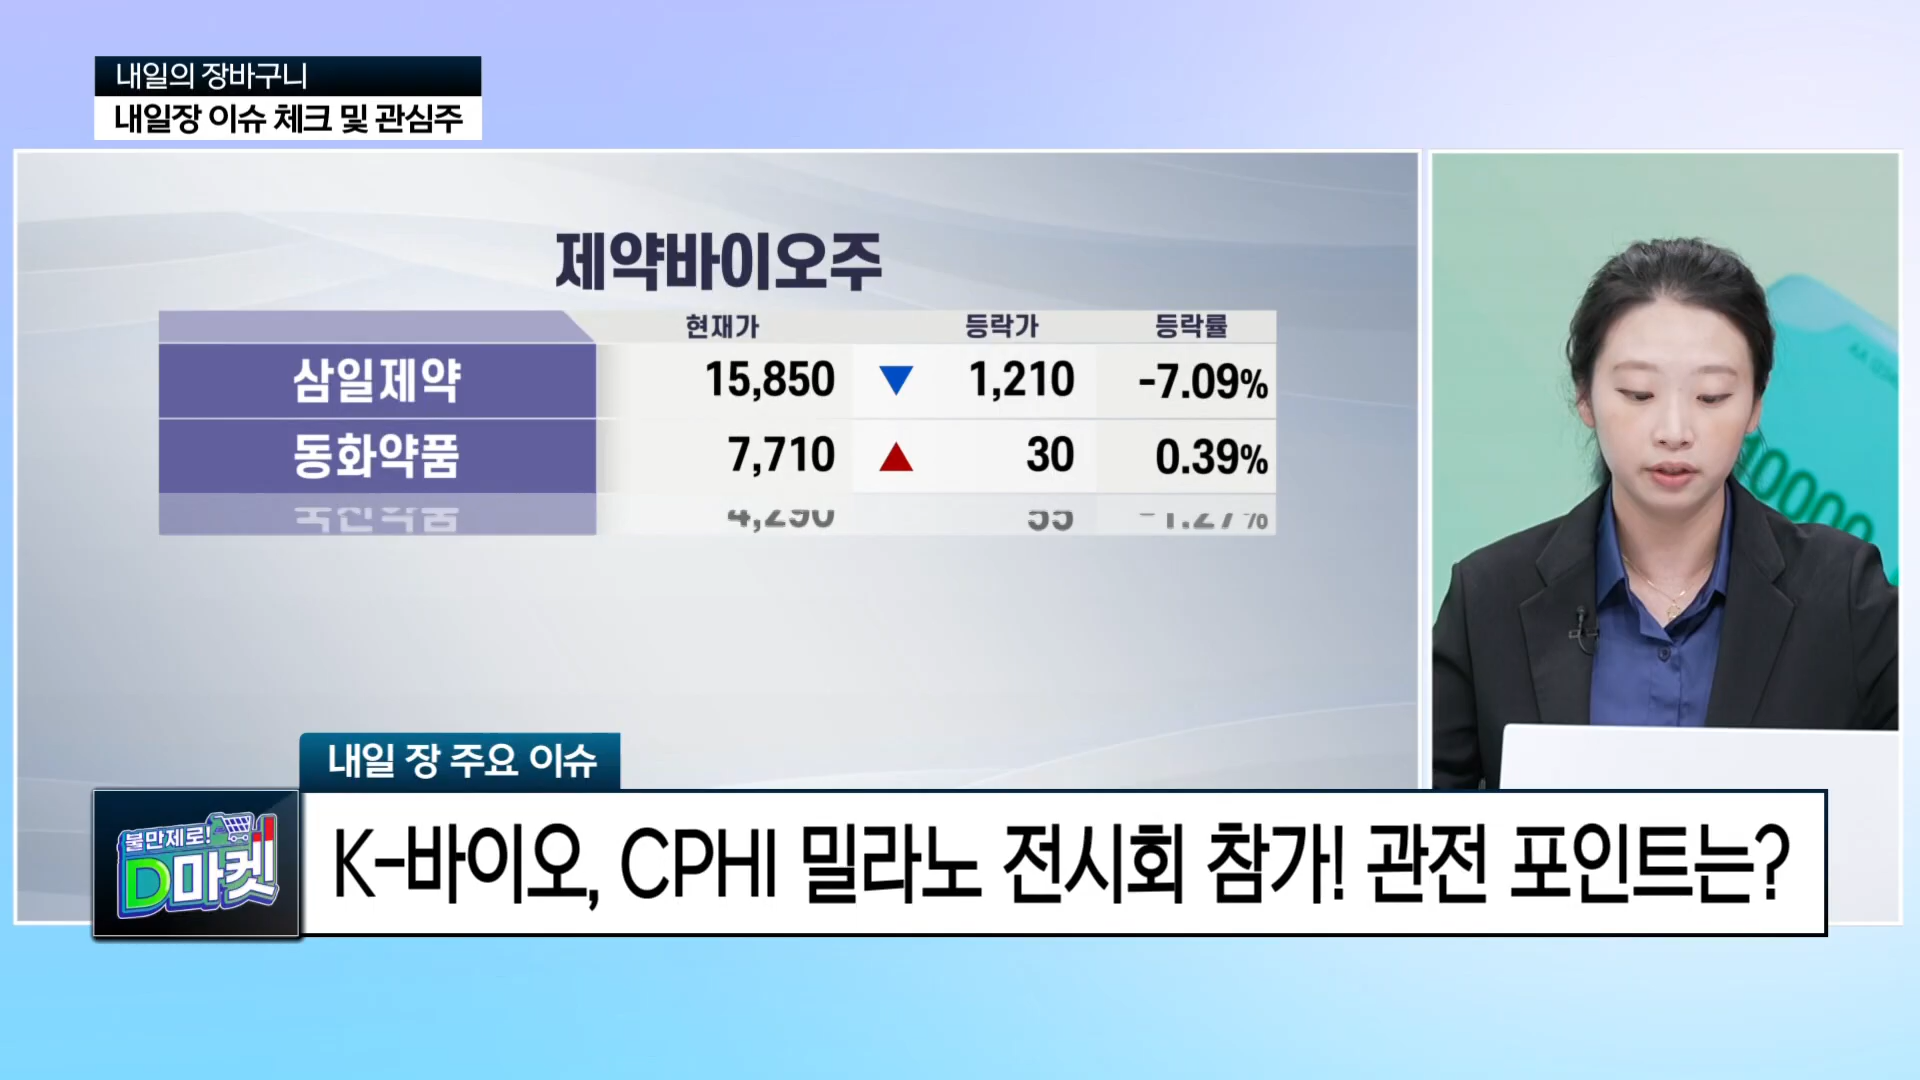 내일의 장바구니
내일장 이슈 체크 및 관심주
제약바이오주
현재가 등락가 등락률
삼일제약 15,850 ▼ 1,210 -7.09%
동화약품 7,710 ▲ 30 0.39%
10000
내일 장 주요 이슈
불만제로!
D마켓
K-바이오, CPHI 밀라노 전시회 참가! 관전 포인트는?